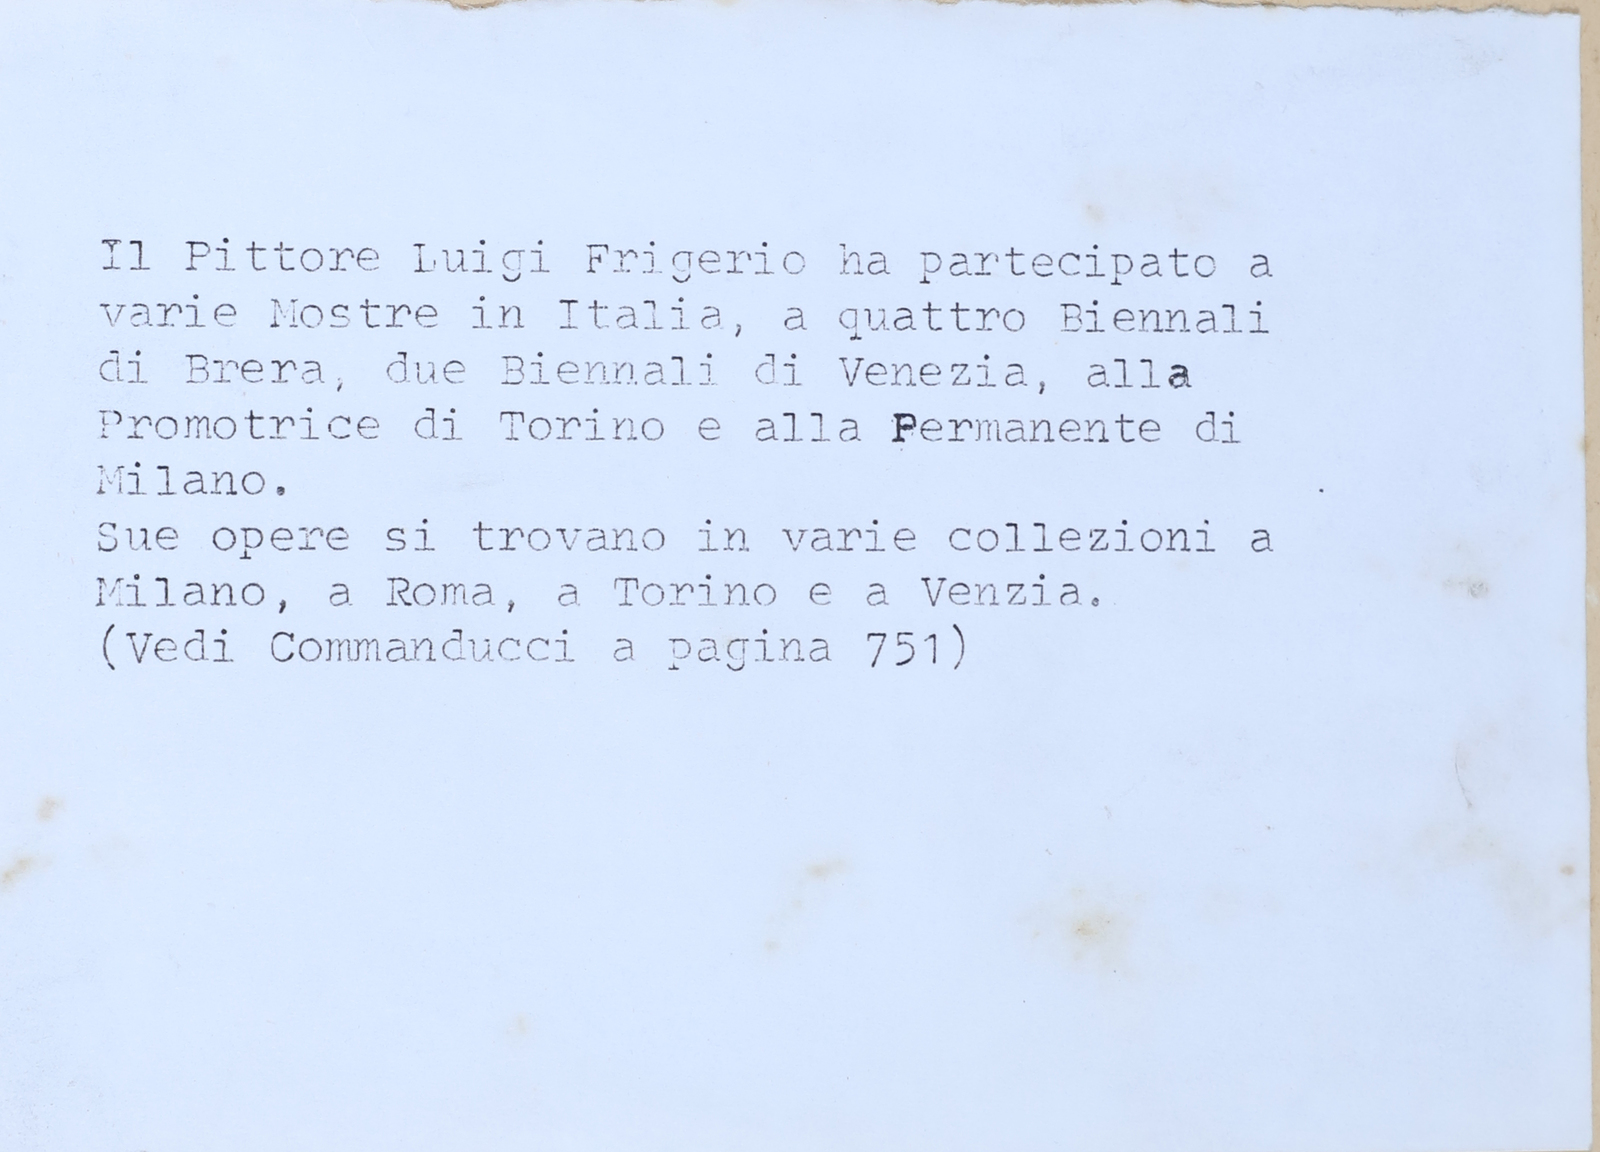 Il Pittore Luigi Frigerio ha partecipato a
varie Mostre in Italia, a quattro Biennali
di Brera, due Biennali di Venezia, alla
Promotrice di Torino e alla Permanente di
Milano.
Sue opere si trovano in varie collezioni a
Milano, a Roma, a Torino e a Venzia.
(Vedi Commanducci a pagina 751)